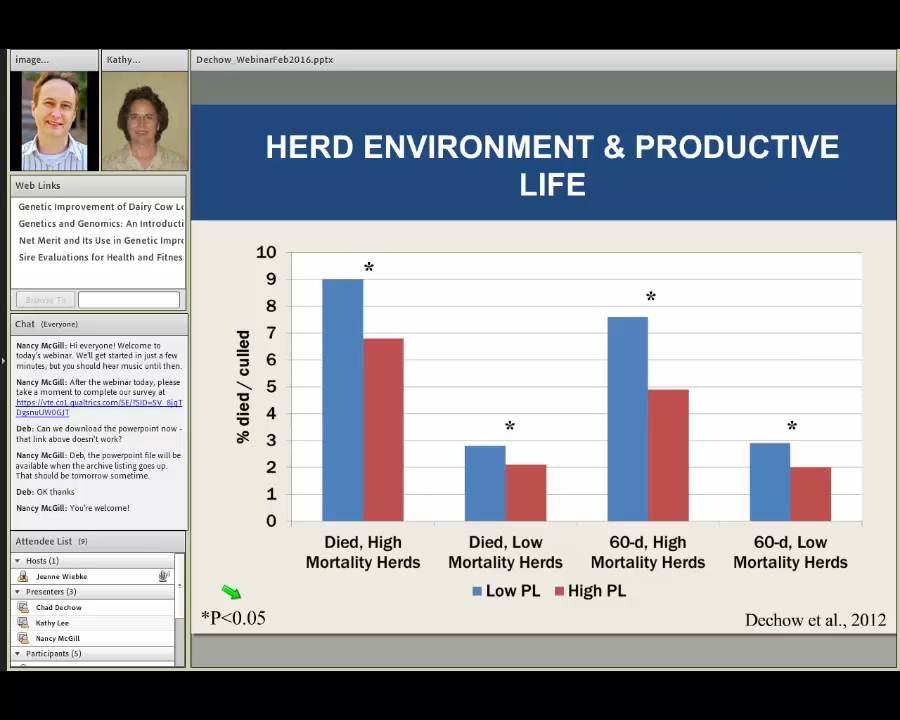 image...
Kathy...
Dechow_WebinarFeb2016.pptx
Web Links
Genetic Improvement of Dairy Cow Lo
Genetics and Genomics: An Introducti
Net Merit and Its Use in Genetic Impro
Sire Evaluations for Health and Fitnes
Browse To
Chat (Everyone)
Nancy McGill: Hi everyone! Welcome to
today's webinar. We'll get started in just a few
minutes, but you should hear music until then.
Nancy McGill: After the webinar today, please
take a moment to complete our survey at
Deb: Can we download the powerpoint now -
that link above doesn't work?
Nancy McGill: Deb, the powerpoint file will be
available when the archive listing goes up.
That should be tomorrow sometime.
Deb: OK thanks
Nancy McGill: You're welcome!
Attendee List (9)
Hosts (1)
Jeanne Wiebke
Presenters (3)
Chad Dechow
Kathy Lee
Nancy McGill
Participants (5)
HERD ENVIRONMENT & PRODUCTIVE
LIFE
% died / culled
10
9
8
7
6
5
4
3
2
1
0
*
*
*
*
Died, High
Mortality Herds
Died, Low
Mortality Herds
60-d, High
Mortality Herds
60-d, Low
Mortality Herds
Low PL
High PL
*P<0.05
Dechow et al., 2012